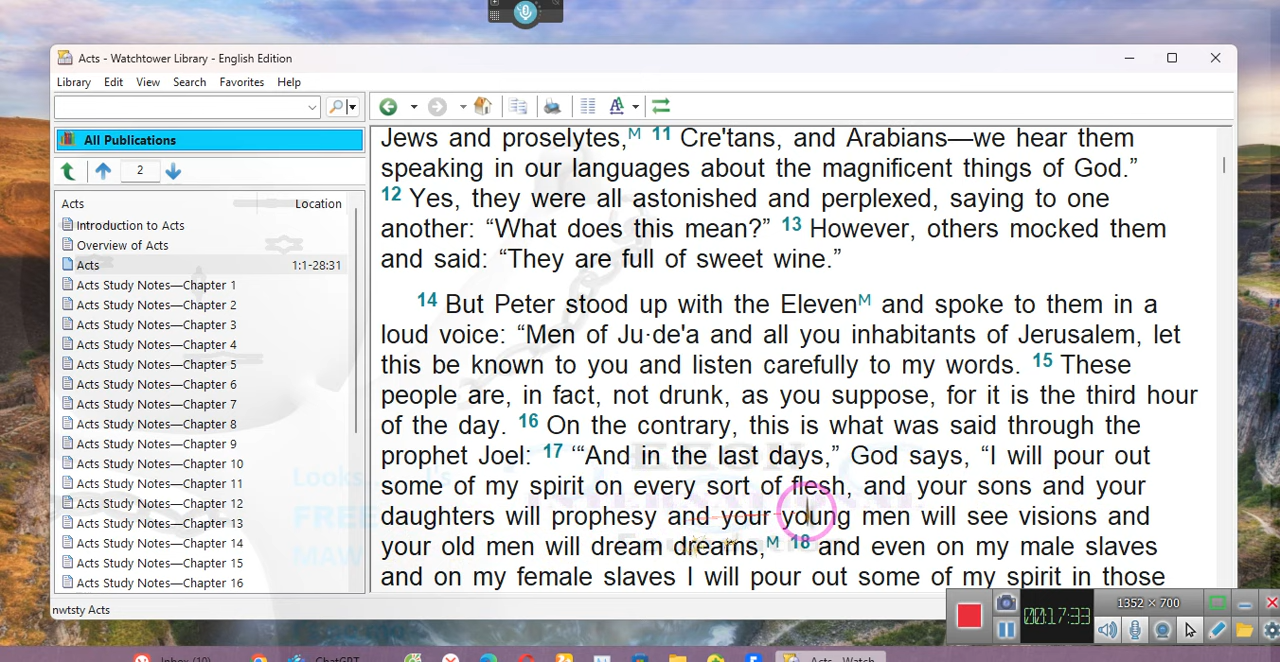 Acts - Watchtower Library - English Edition
Library Edit View Search Favorites Help
All Publications
2
Acts Location
Introduction to Acts
Overview of Acts
Acts 1:1-28:31
Acts Study Notes—Chapter 1
Acts Study Notes—Chapter 2
Acts Study Notes—Chapter 3
Acts Study Notes—Chapter 4
Acts Study Notes—Chapter 5
Acts Study Notes—Chapter 6
Acts Study Notes—Chapter 7
Acts Study Notes—Chapter 8
Acts Study Notes—Chapter 9
Acts Study Notes—Chapter 10
Acts Study Notes—Chapter 11
Acts Study Notes—Chapter 12
Acts Study Notes—Chapter 13
Acts Study Notes—Chapter 14
Acts Study Notes—Chapter 15
Acts Study Notes—Chapter 16
nwtsty Acts
Jews and proselytes,M 11 Cre'tans, and Arabians—we hear them
speaking in our languages about the magnificent things of God.”
12 Yes, they were all astonished and perplexed, saying to one
another: “What does this mean?” 13 However, others mocked them
and said: “They are full of sweet wine.”
14 But Peter stood up with the ElevenM and spoke to them in a
loud voice: “Men of Ju·de'a and all you inhabitants of Jerusalem, let
this be known to you and listen carefully to my words. 15 These
people are, in fact, not drunk, as you suppose, for it is the third hour
of the day. 16 On the contrary, this is what was said through the
prophet Joel: 17 ‘“And in the last days,” God says, “I will pour out
some of my spirit on every sort of flesh, and your sons and your
daughters will prophesy and your young men will see visions and
your old men will dream dreams,M 18 and even on my male slaves
and on my female slaves I will pour out some of my spirit in those
Looks
FREE
MAW
1352 × 700
00:17:33
Inbox (10) ChatGPT Acts - Watch